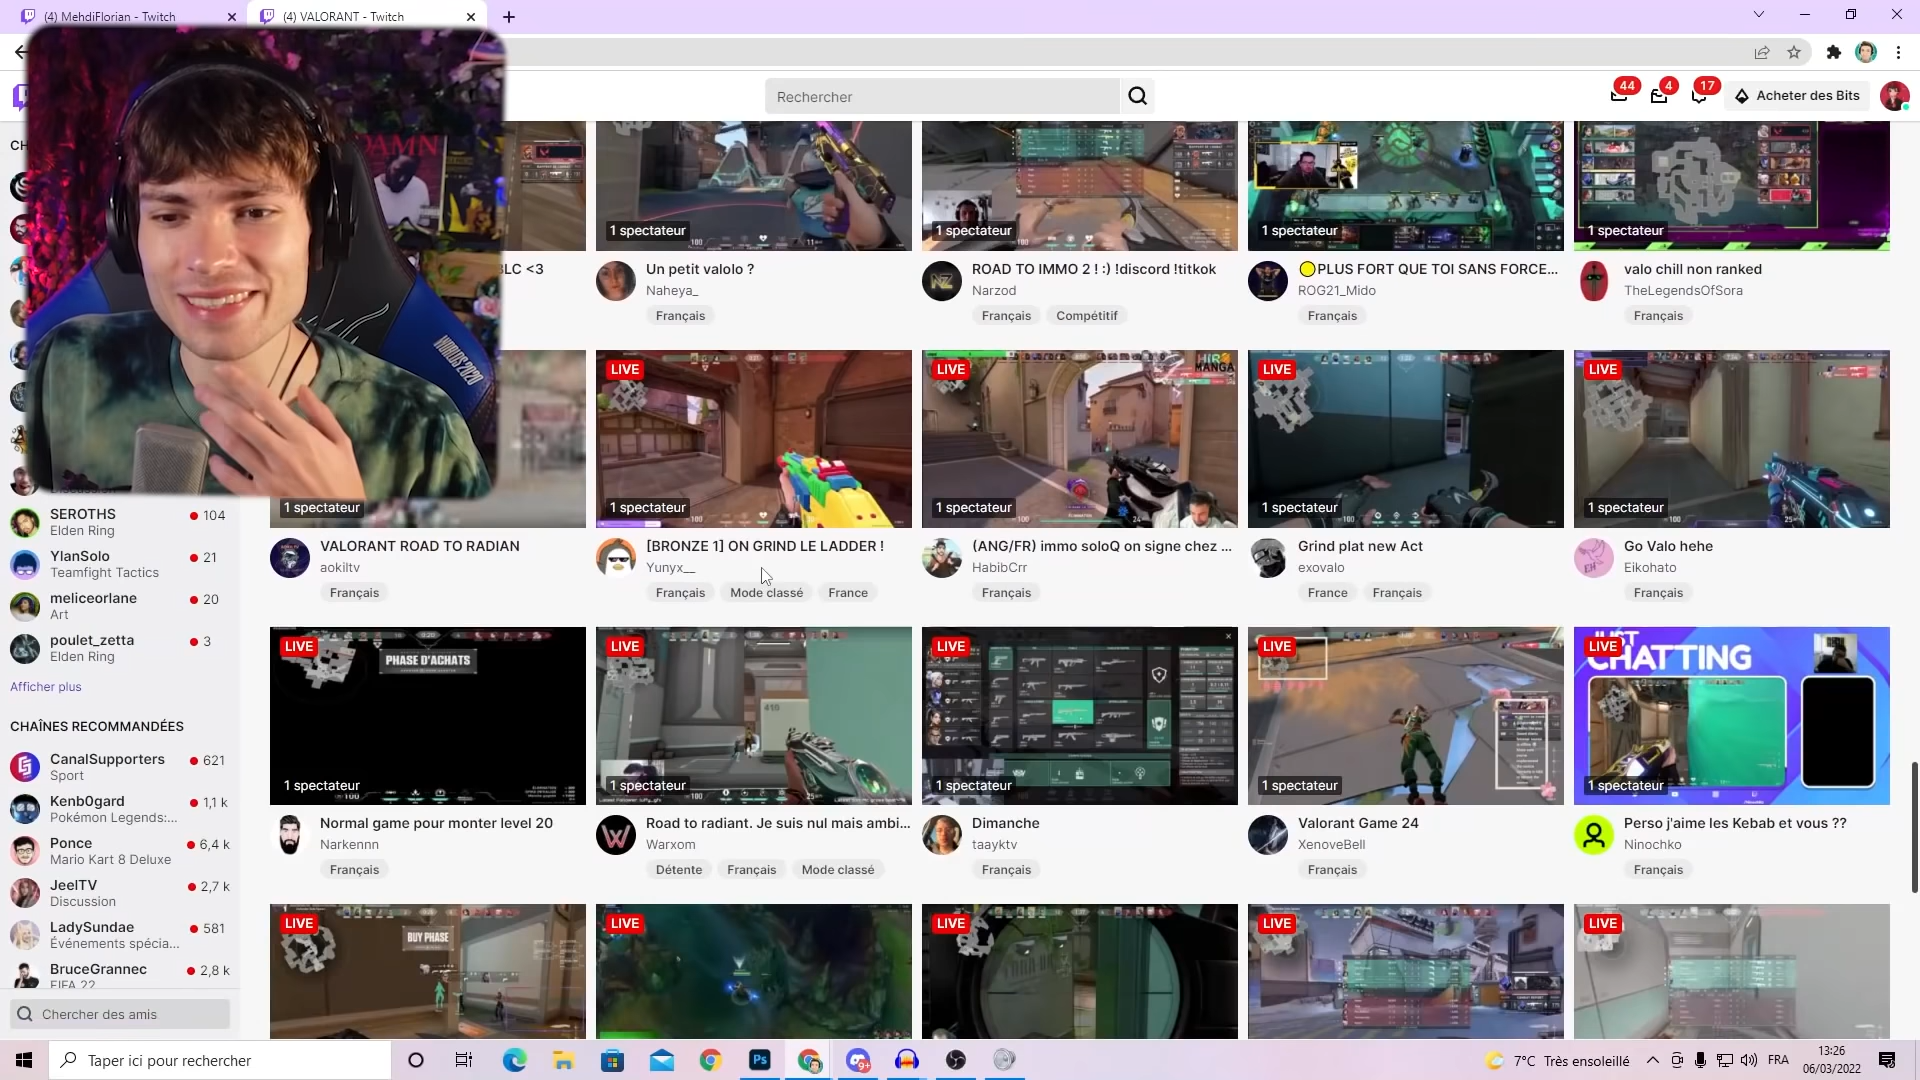 (4) MehdiFlorian - Twitch
(4) VALORANT - Twitch
Rechercher
44
4
17
Acheter des Bits
DAMN
WORLDS 2020
CH
1 spectateur
1 spectateur
1 spectateur
1 spectateur
BLC <3
Un petit valolo ?
Naheya_
Français
ROAD TO IMMO 2 ! :) !discord !titkok
Narzod
Français
Compétitif
PLUS FORT QUE TOI SANS FORCE...
ROG21_Mido
Français
valo chill non ranked
TheLegendsOfSora
Français
1 spectateur
LIVE
1 spectateur
LIVE
HIRO
MANGA
1 spectateur
LIVE
1 spectateur
LIVE
1 spectateur
VALORANT ROAD TO RADIAN
aokiltv
Français
[BRONZE 1] ON GRIND LE LADDER !
Yunyx__
Français
Mode classé
France
(ANG/FR) immo soloQ on signe chez ...
HabibCrr
Français
Grind plat new Act
exovalo
France
Français
Go Valo hehe
Eikohato
Français
SEROTHS
104
Elden Ring
YlanSolo
21
Teamfight Tactics
meliceorlane
20
Art
poulet_zetta
3
Elden Ring
Afficher plus
LIVE
PHASE D'ACHATS
1 spectateur
LIVE
410
1 spectateur
LIVE
1 spectateur
LIVE
1 spectateur
LIVE
JUST
CHATTING
1 spectateur
Normal game pour monter level 20
Narkennn
Français
Road to radiant. Je suis nul mais ambi...
Warxom
Détente
Français
Mode classé
Dimanche
taayktv
Français
Valorant Game 24
XenoveBell
Français
Perso j'aime les Kebab et vous ??
Ninochko
Français
CHAÎNES RECOMMANDÉES
CanalSupporters
621
Sport
Kenb0gard
1,1 k
Pokémon Legends:...
Ponce
6,4 k
Mario Kart 8 Deluxe
JeelTV
2,7 k
Discussion
LadySundae
581
Événements spécia...
BruceGrannec
2,8 k
FIFA 22
Chercher des amis
LIVE
BUY PHASE
LIVE
LIVE
LIVE
LIVE
Taper ici pour rechercher
Ps
7°C Très ensoleillé
FRA
13:26
06/03/2022